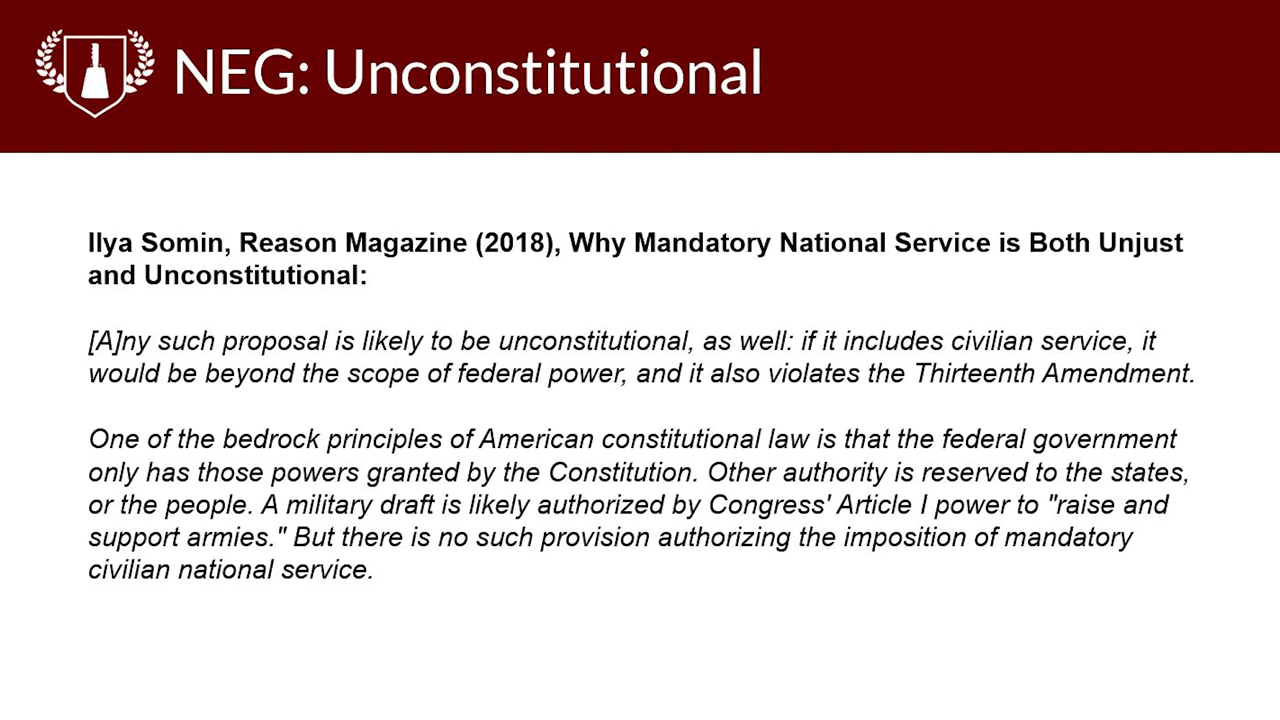 NEG: Unconstitutional
Ilya Somin, Reason Magazine (2018), Why Mandatory National Service is Both Unjust
and Unconstitutional:
[A]ny such proposal is likely to be unconstitutional, as well: if it includes civilian service, it
would be beyond the scope of federal power, and it also violates the Thirteenth Amendment.
One of the bedrock principles of American constitutional law is that the federal government
only has those powers granted by the Constitution. Other authority is reserved to the states,
or the people. A military draft is likely authorized by Congress' Article I power to "raise and
support armies." But there is no such provision authorizing the imposition of mandatory
civilian national service.